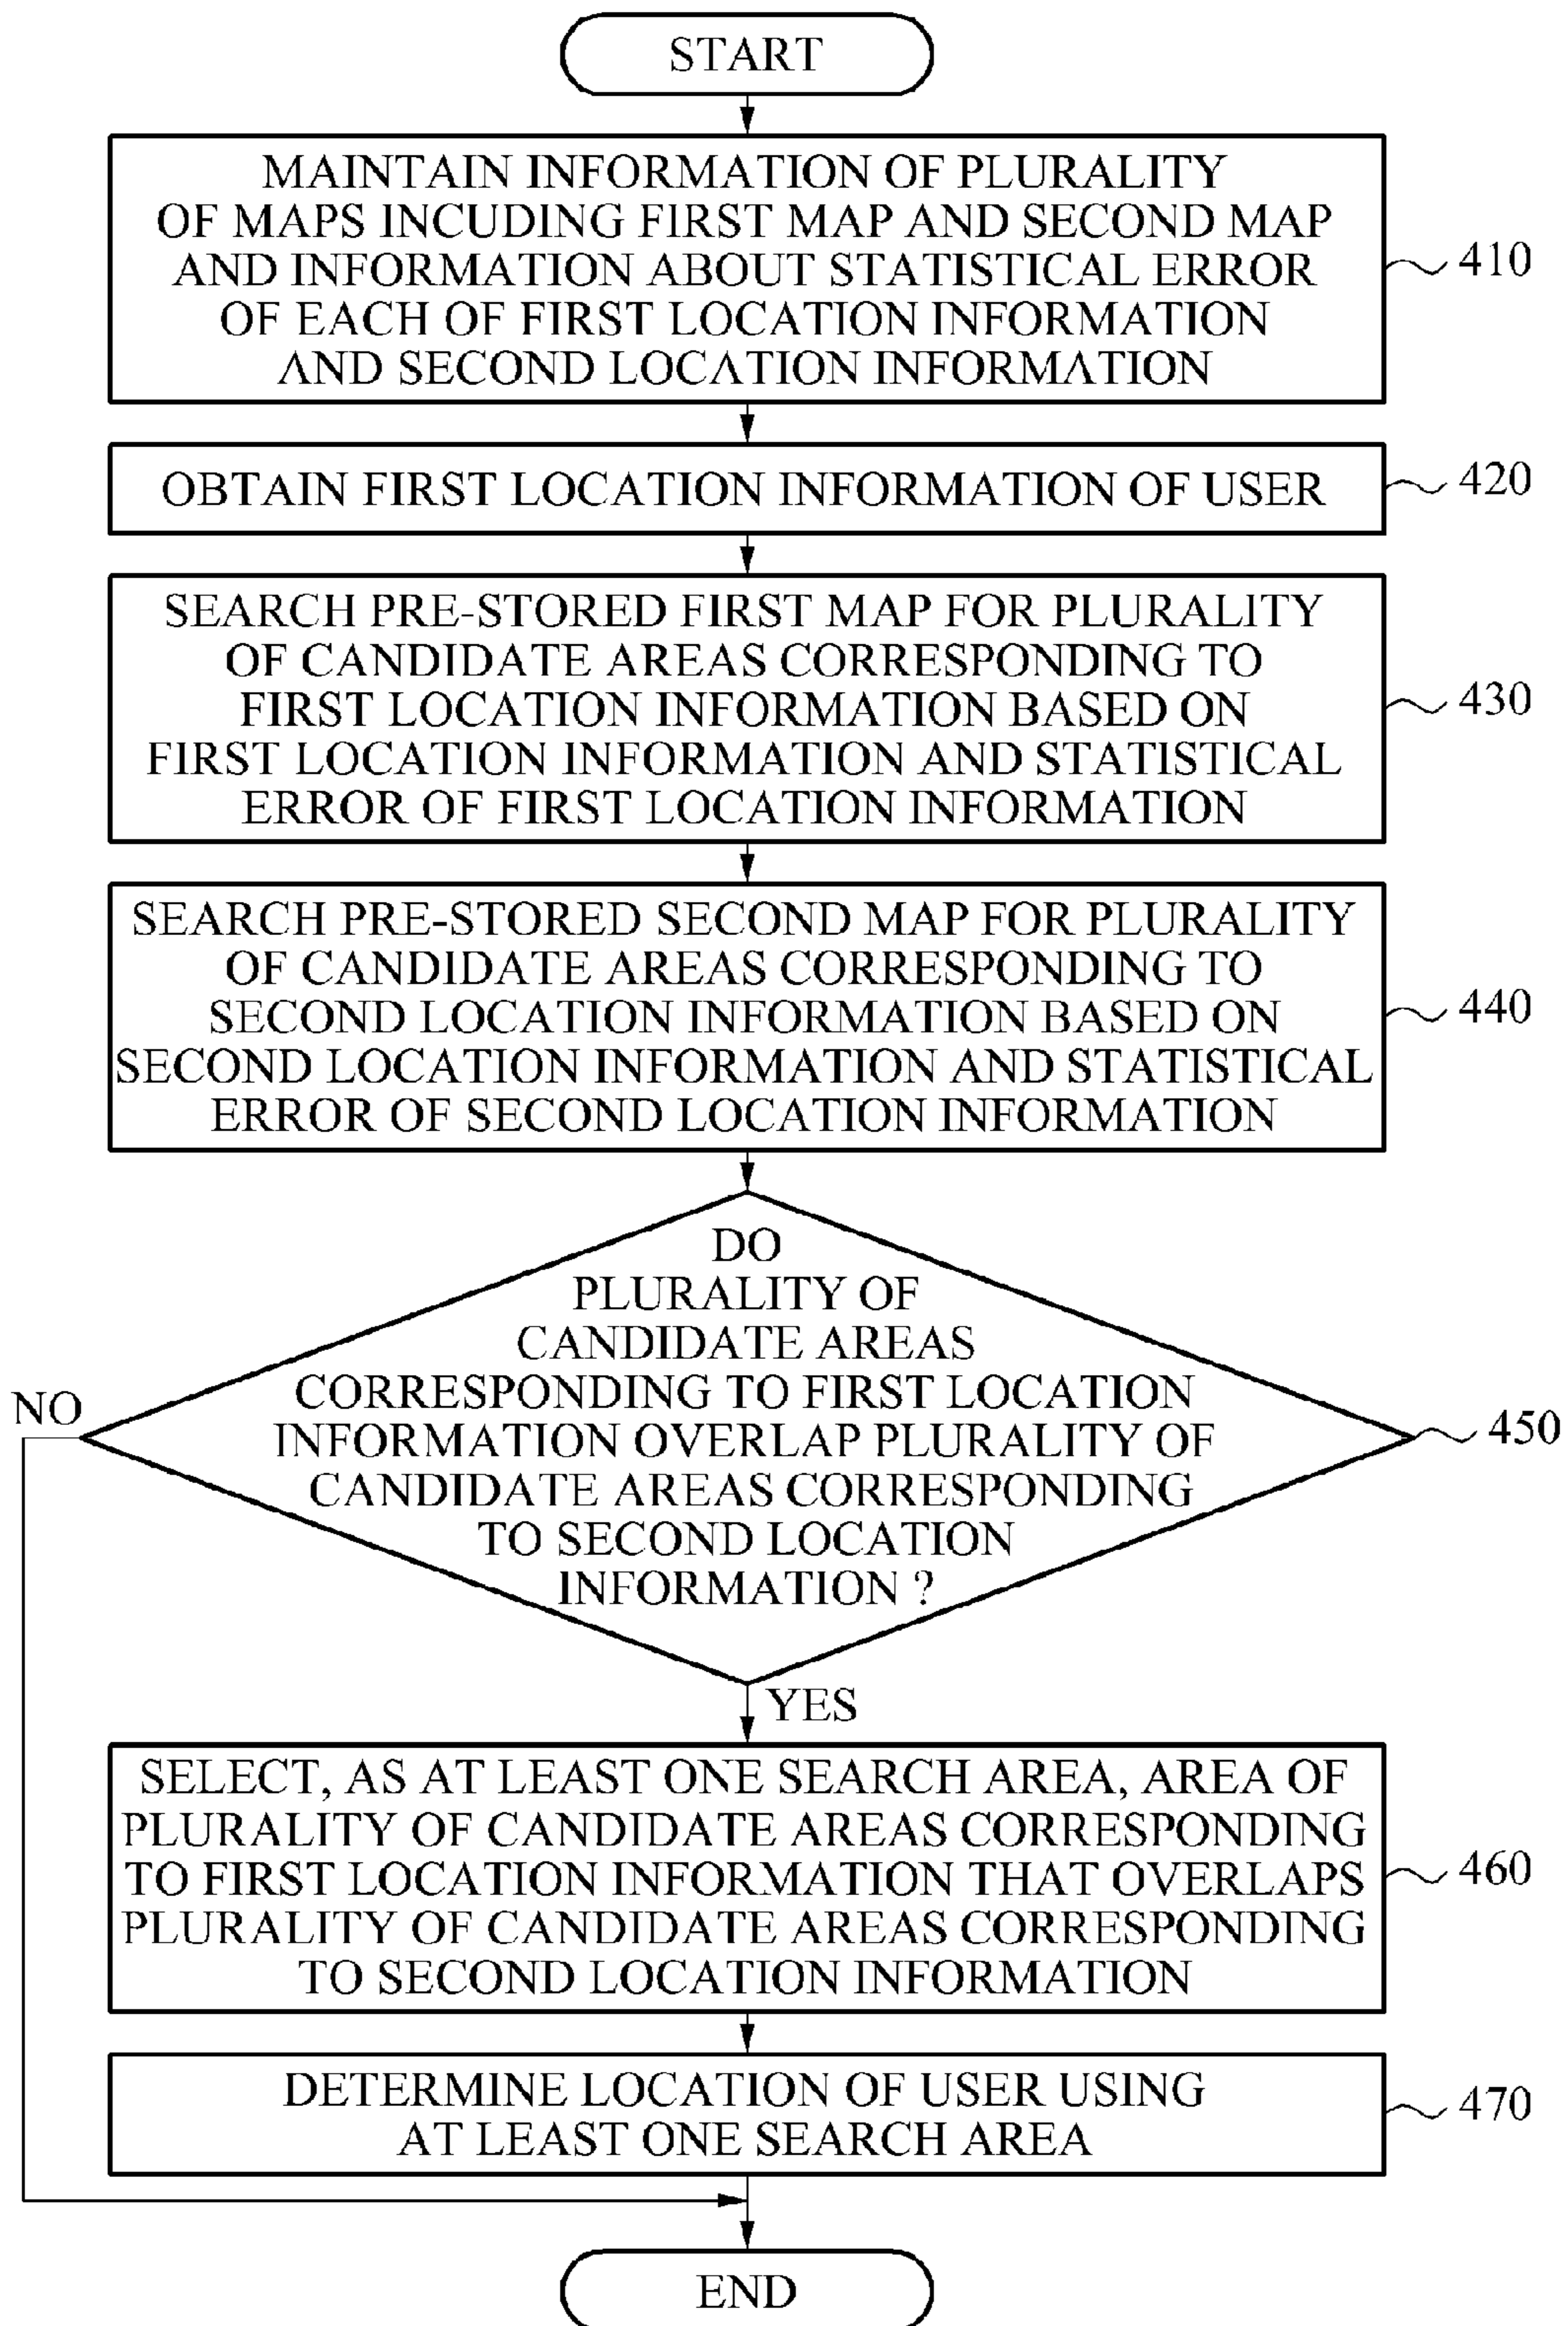 START
MAINTAIN INFORMATION OF PLURALITY
OF MAPS INCUDING FIRST MAP AND SECOND MAP
AND INFORMATION ABOUT STATISTICAL ERROR
OF EACH OF FIRST LOCATION INFORMATION
AND SECOND LOCATION INFORMATION
410
OBTAIN FIRST LOCATION INFORMATION OF USER
420
SEARCH PRE-STORED FIRST MAP FOR PLURALITY
OF CANDIDATE AREAS CORRESPONDING TO
FIRST LOCATION INFORMATION BASED ON
FIRST LOCATION INFORMATION AND STATISTICAL
ERROR OF FIRST LOCATION INFORMATION
430
SEARCH PRE-STORED SECOND MAP FOR PLURALITY
OF CANDIDATE AREAS CORRESPONDING TO
SECOND LOCATION INFORMATION BASED ON
SECOND LOCATION INFORMATION AND STATISTICAL
ERROR OF SECOND LOCATION INFORMATION
440
DO
PLURALITY OF
CANDIDATE AREAS
CORRESPONDING TO FIRST LOCATION
INFORMATION OVERLAP PLURALITY OF
CANDIDATE AREAS CORRESPONDING
TO SECOND LOCATION
INFORMATION ?
450
NO
YES
SELECT, AS AT LEAST ONE SEARCH AREA, AREA OF
PLURALITY OF CANDIDATE AREAS CORRESPONDING
TO FIRST LOCATION INFORMATION THAT OVERLAPS
PLURALITY OF CANDIDATE AREAS CORRESPONDING
TO SECOND LOCATION INFORMATION
460
DETERMINE LOCATION OF USER USING
AT LEAST ONE SEARCH AREA
470
END